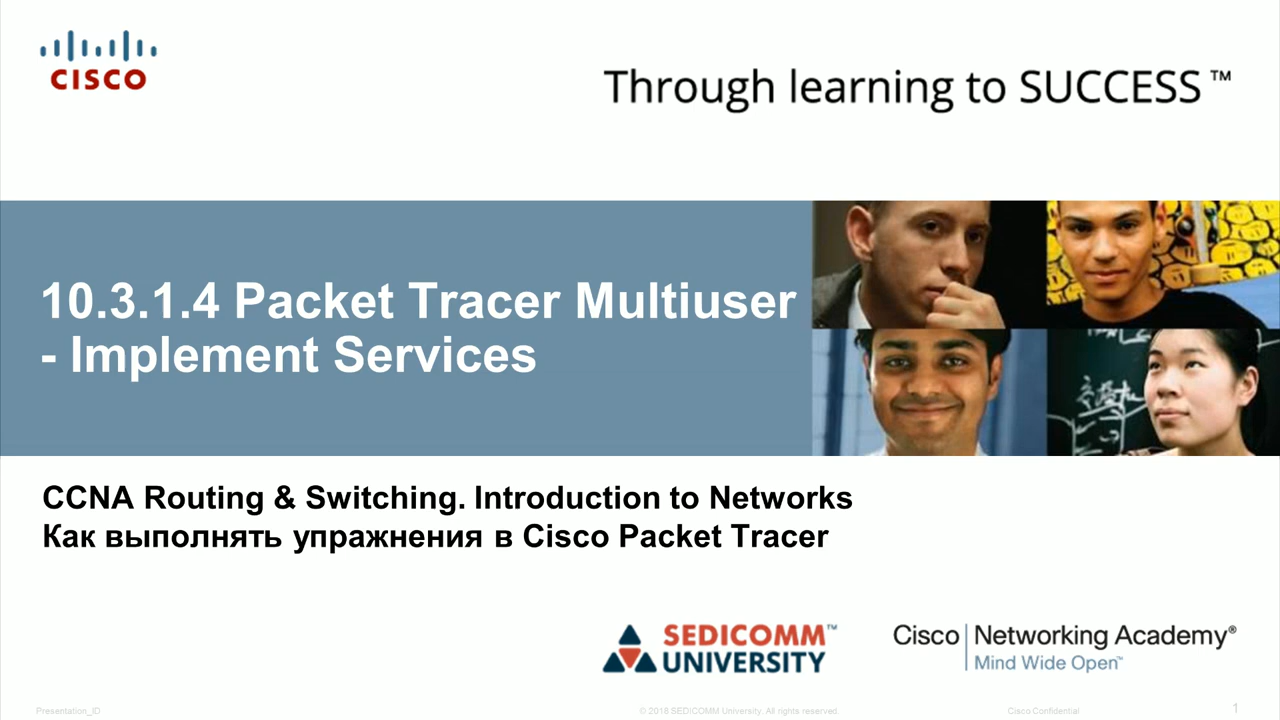 CISCO
Through learning to SUCCESS™
10.3.1.4 Packet Tracer Multiuser
- Implement Services
CCNA Routing & Switching. Introduction to Networks
Как выполнять упражнения в Cisco Packet Tracer
SEDICOMM™
UNIVERSITY
Cisco Networking Academy®
Mind Wide Open™
Presentation_ID
© 2018 SEDICOMM University. All rights reserved.
Cisco Confidential
1